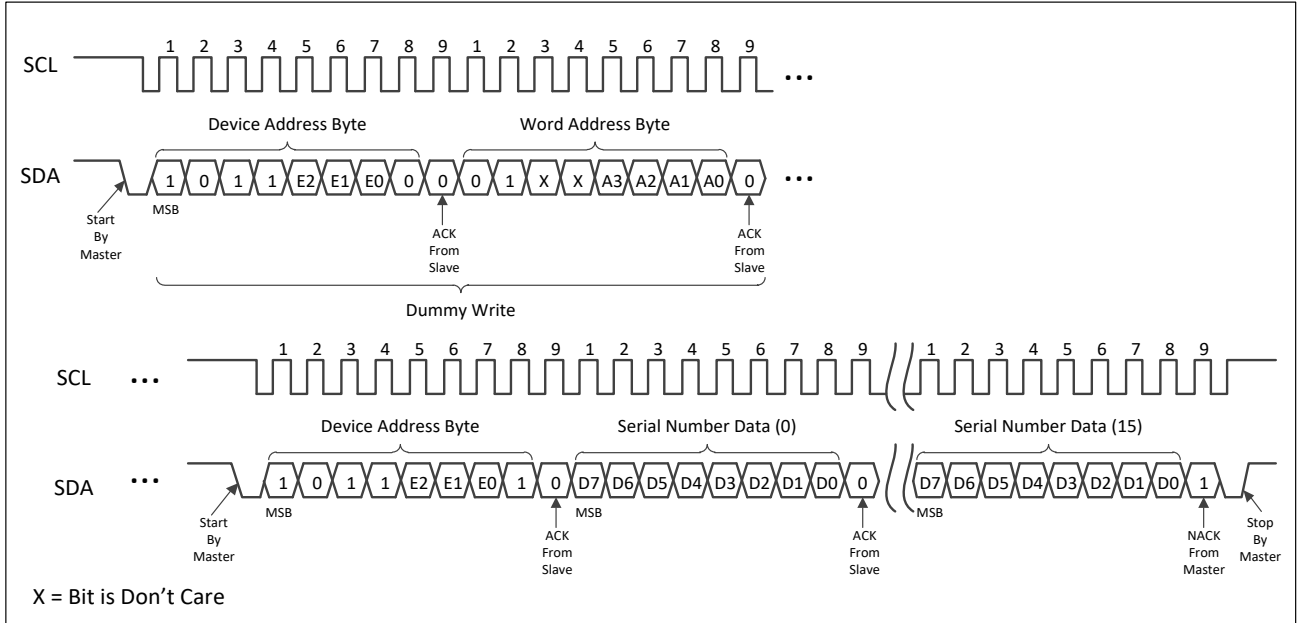 1 2 3 4 5 6 7 8 9 1 2 3 4 5 6 7 8 9
SCL ...
Device Address Byte Word Address Byte
SDA 1 0 1 1 E2 E1 E0 0 0 0 1 X X A3 A2 A1 A0 0 ...
MSB
Start
By
Master
ACK
From
Slave
ACK
From
Slave
Dummy Write
1 2 3 4 5 6 7 8 9 1 2 3 4 5 6 7 8 9 1 2 3 4 5 6 7 8 9
SCL ...
Device Address Byte Serial Number Data (0) Serial Number Data (15)
SDA ... 1 0 1 1 E2 E1 E0 1 0 D7 D6 D5 D4 D3 D2 D1 D0 0 D7 D6 D5 D4 D3 D2 D1 D0 1
MSB MSB MSB
Start
By
Master
ACK
From
Slave
ACK
From
Slave
NACK
From
Master
Stop
By
Master
X = Bit is Don’t Care